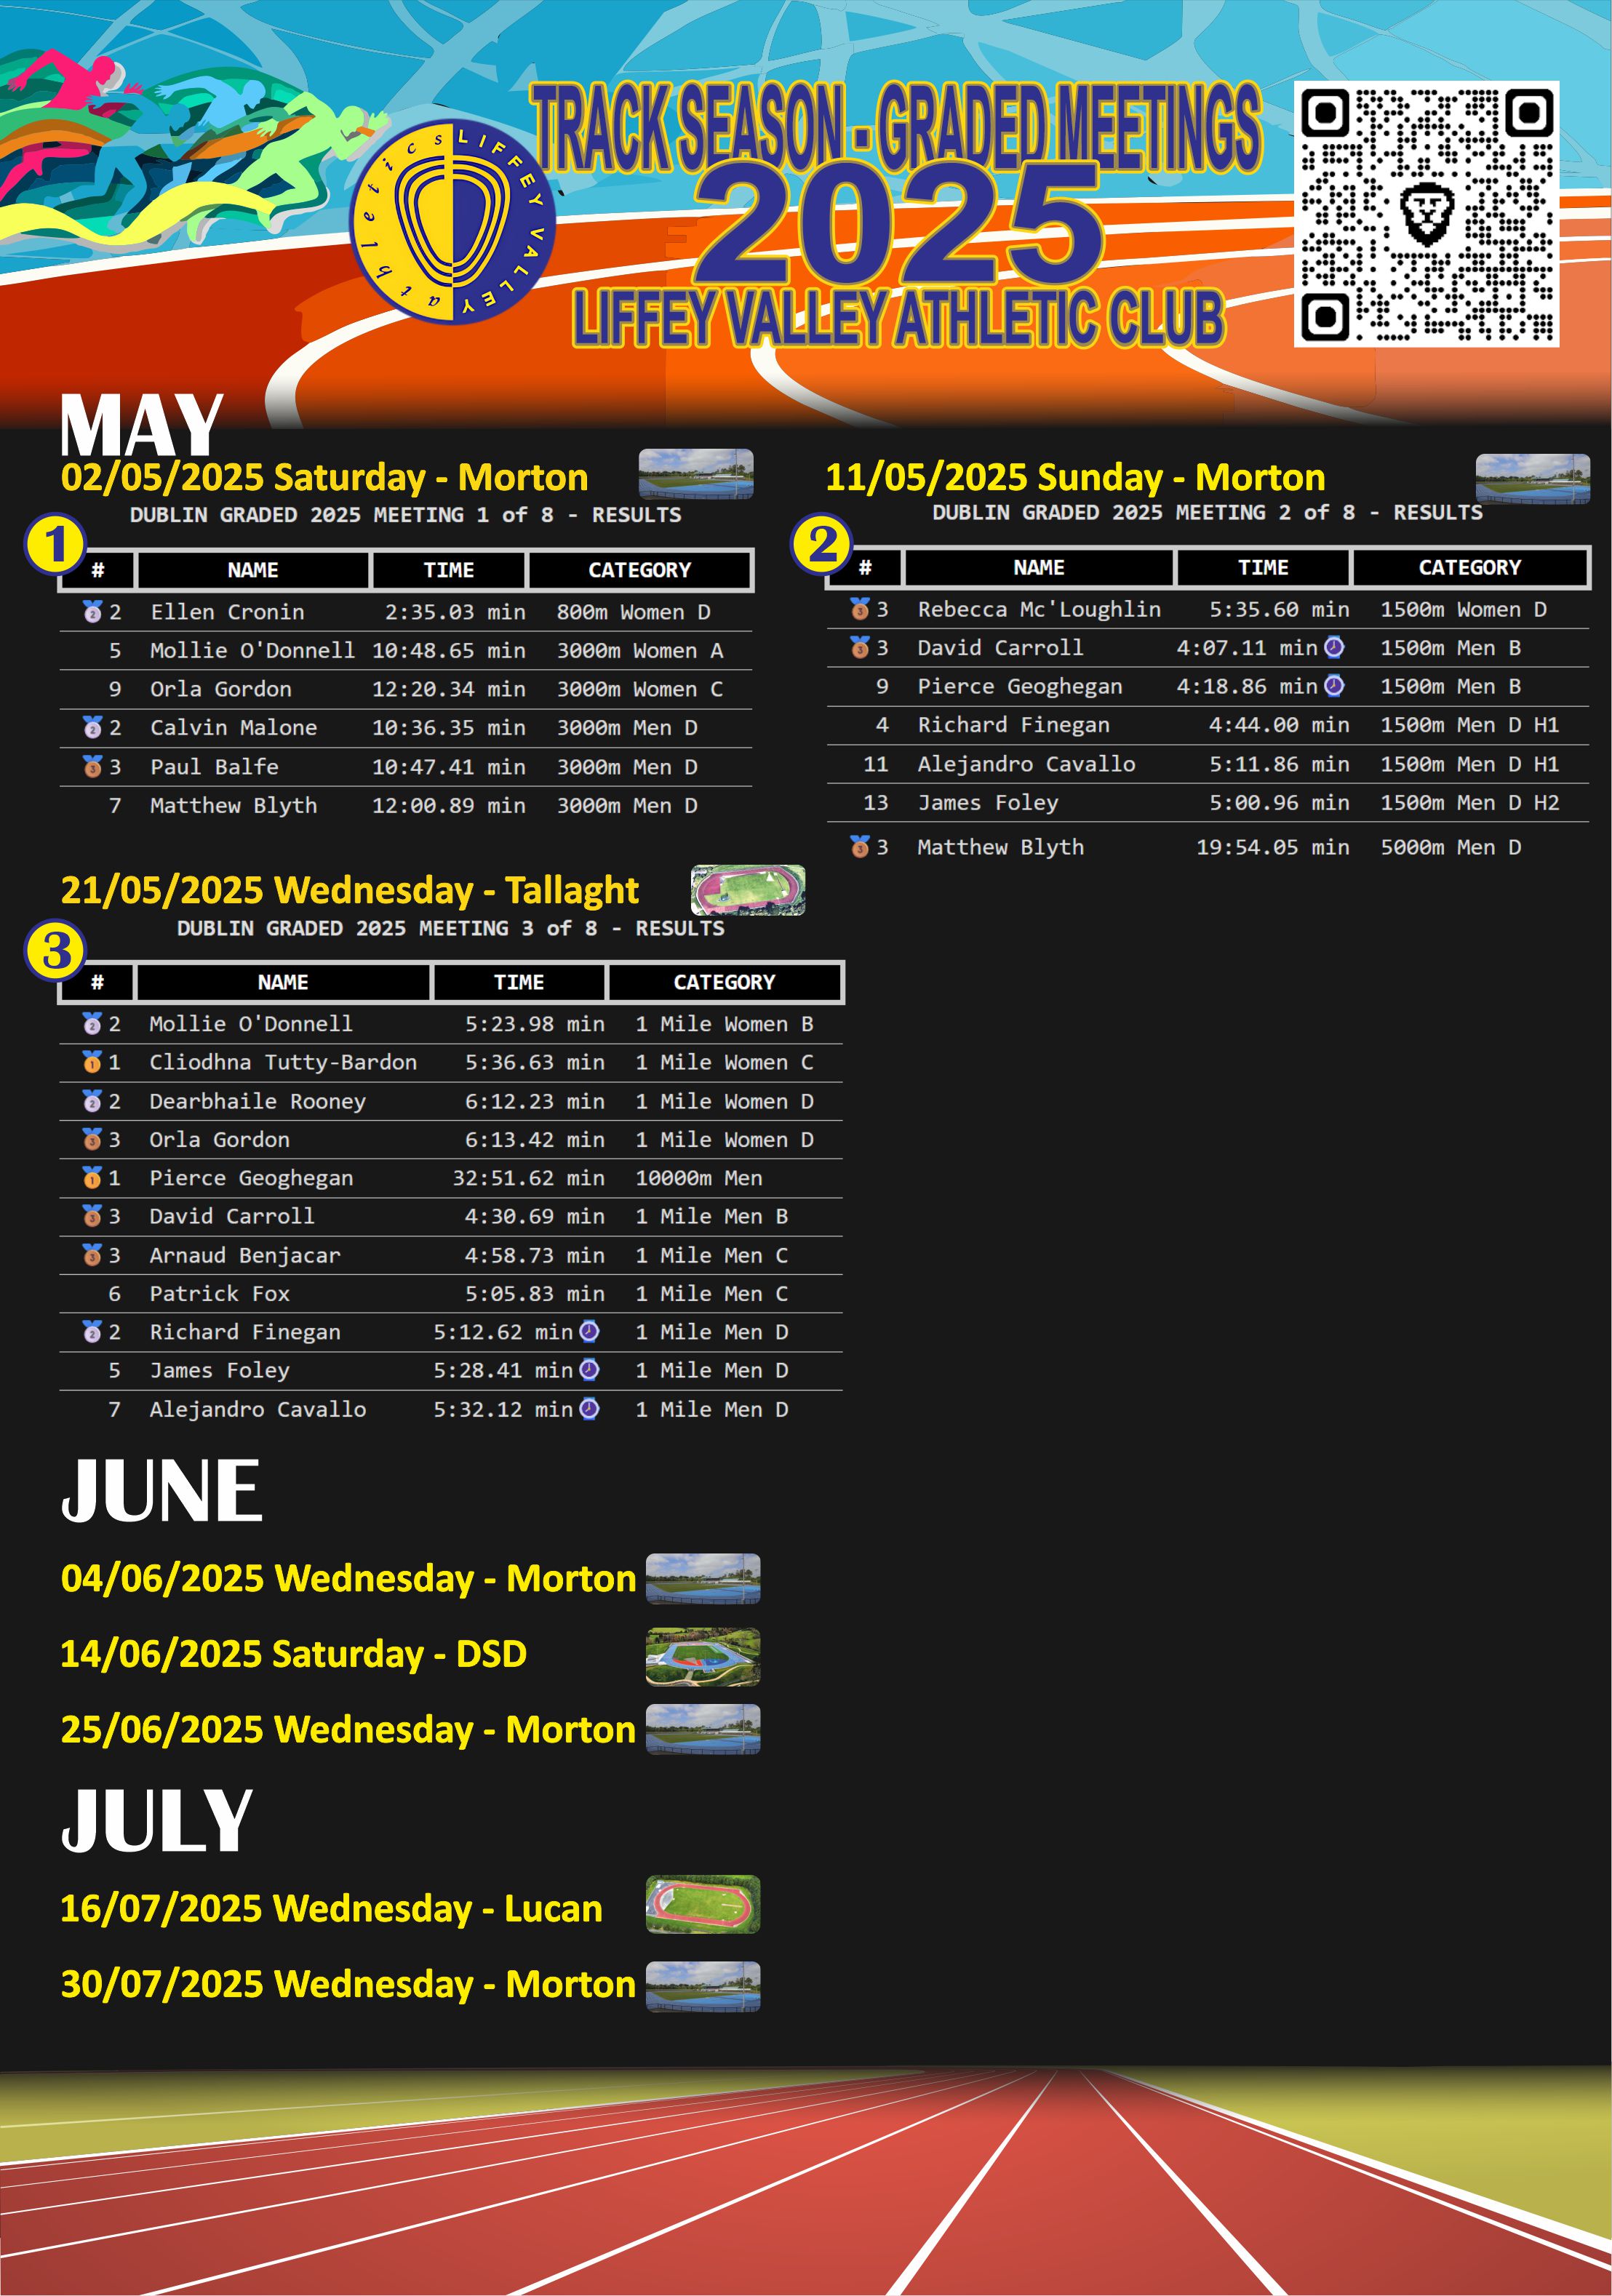 TRACK SEASON - GRADED MEETINGS
2025
LIFFEY VALLEY ATHLETIC CLUB
LIFFEY VALLEY
athletics
MAY
02/05/2025 Saturday - Morton
DUBLIN GRADED 2025 MEETING 1 of 8 - RESULTS
1
# NAME TIME CATEGORY
2 Ellen Cronin 2:35.03 min 800m Women D
5 Mollie O'Donnell 10:48.65 min 3000m Women A
9 Orla Gordon 12:20.34 min 3000m Women C
2 Calvin Malone 10:36.35 min 3000m Men D
3 Paul Balfe 10:47.41 min 3000m Men D
7 Matthew Blyth 12:00.89 min 3000m Men D
11/05/2025 Sunday - Morton
DUBLIN GRADED 2025 MEETING 2 of 8 - RESULTS
2
# NAME TIME CATEGORY
3 Rebecca Mc'Loughlin 5:35.60 min 1500m Women D
3 David Carroll 4:07.11 min 1500m Men B
9 Pierce Geoghegan 4:18.86 min 1500m Men B
4 Richard Finegan 4:44.00 min 1500m Men D H1
11 Alejandro Cavallo 5:11.86 min 1500m Men D H1
13 James Foley 5:00.96 min 1500m Men D H2
3 Matthew Blyth 19:54.05 min 5000m Men D
21/05/2025 Wednesday - Tallaght
DUBLIN GRADED 2025 MEETING 3 of 8 - RESULTS
3
# NAME TIME CATEGORY
2 Mollie O'Donnell 5:23.98 min 1 Mile Women B
1 Cliodhna Tutty-Bardon 5:36.63 min 1 Mile Women C
2 Dearbhaile Rooney 6:12.23 min 1 Mile Women D
3 Orla Gordon 6:13.42 min 1 Mile Women D
1 Pierce Geoghegan 32:51.62 min 10000m Men
3 David Carroll 4:30.69 min 1 Mile Men B
3 Arnaud Benjacar 4:58.73 min 1 Mile Men C
6 Patrick Fox 5:05.83 min 1 Mile Men C
2 Richard Finegan 5:12.62 min 1 Mile Men D
5 James Foley 5:28.41 min 1 Mile Men D
7 Alejandro Cavallo 5:32.12 min 1 Mile Men D
JUNE
04/06/2025 Wednesday - Morton
14/06/2025 Saturday - DSD
25/06/2025 Wednesday - Morton
JULY
16/07/2025 Wednesday - Lucan
30/07/2025 Wednesday - Morton